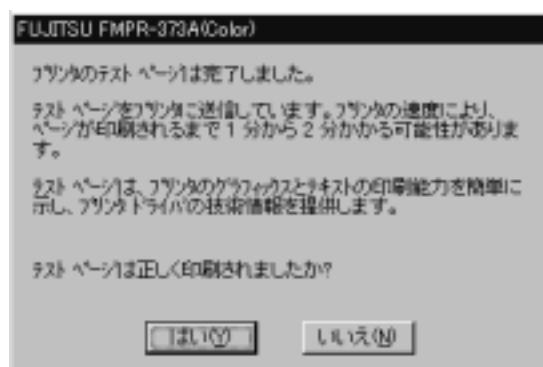 FUJITSU FMPR-373A(Color)
プリンタのテスト ページは完了しました。
テスト ページをプリンタに送信しています。プリンタの速度により、
ページが印刷されるまで 1 分から 2 分かかる可能性がありま
す。
テスト ページは、プリンタのグラフィックスとテキストの印刷能力を簡単に
示し、プリンタ ドライバの技術情報を提供します。
テスト ページは正しく印刷されましたか?
はい(Y)
いいえ(N)